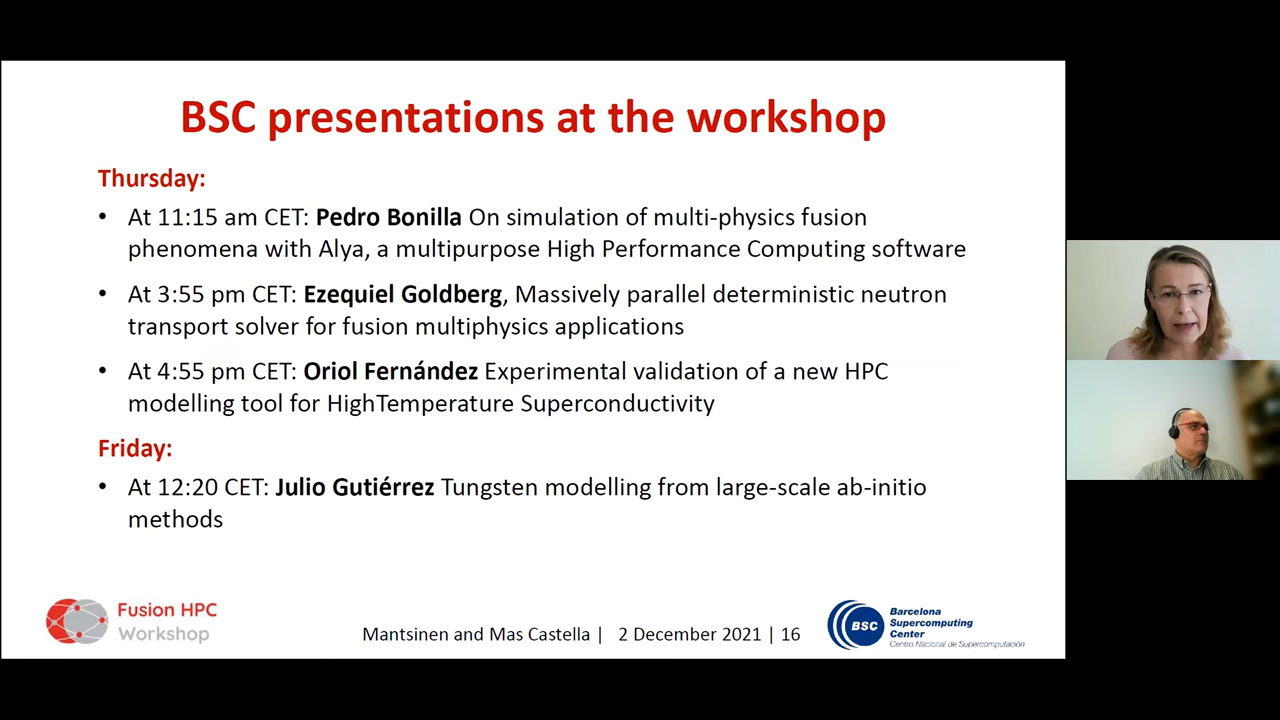 BSC presentations at the workshop
Thursday:
• At 11:15 am CET: Pedro Bonilla On simulation of multi-physics fusion
phenomena with Alya, a multipurpose High Performance Computing software
• At 3:55 pm CET: Ezequiel Goldberg, Massively parallel deterministic neutron
transport solver for fusion multiphysics applications
• At 4:55 pm CET: Oriol Fernández Experimental validation of a new HPC
modelling tool for HighTemperature Superconductivity
Friday:
• At 12:20 CET: Julio Gutiérrez Tungsten modelling from large-scale ab-initio
methods
Fusion HPC
Workshop
Mantsinen and Mas Castella | 2 December 2021 | 16
BSC
Barcelona
Supercomputing
Center
Centro Nacional de Supercomputación